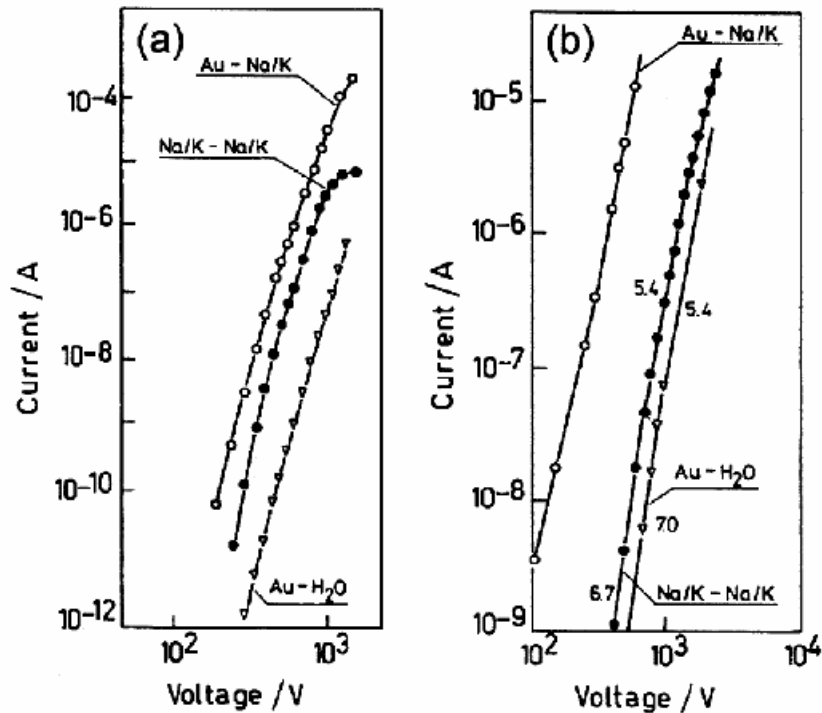 (a)
Au – Na/K
Na/K – Na/K
Au – H₂O
10⁻⁴
10⁻⁶
10⁻⁸
10⁻¹⁰
10⁻¹²
Current / A
10²
10³
Voltage / V
(b)
Au – Na/K
5.4
5.4
Au – H₂O
7.0
Na/K – Na/K
6.7
10⁻⁵
10⁻⁶
10⁻⁷
10⁻⁸
10⁻⁹
Current / A
10²
10³
10⁴
Voltage / V